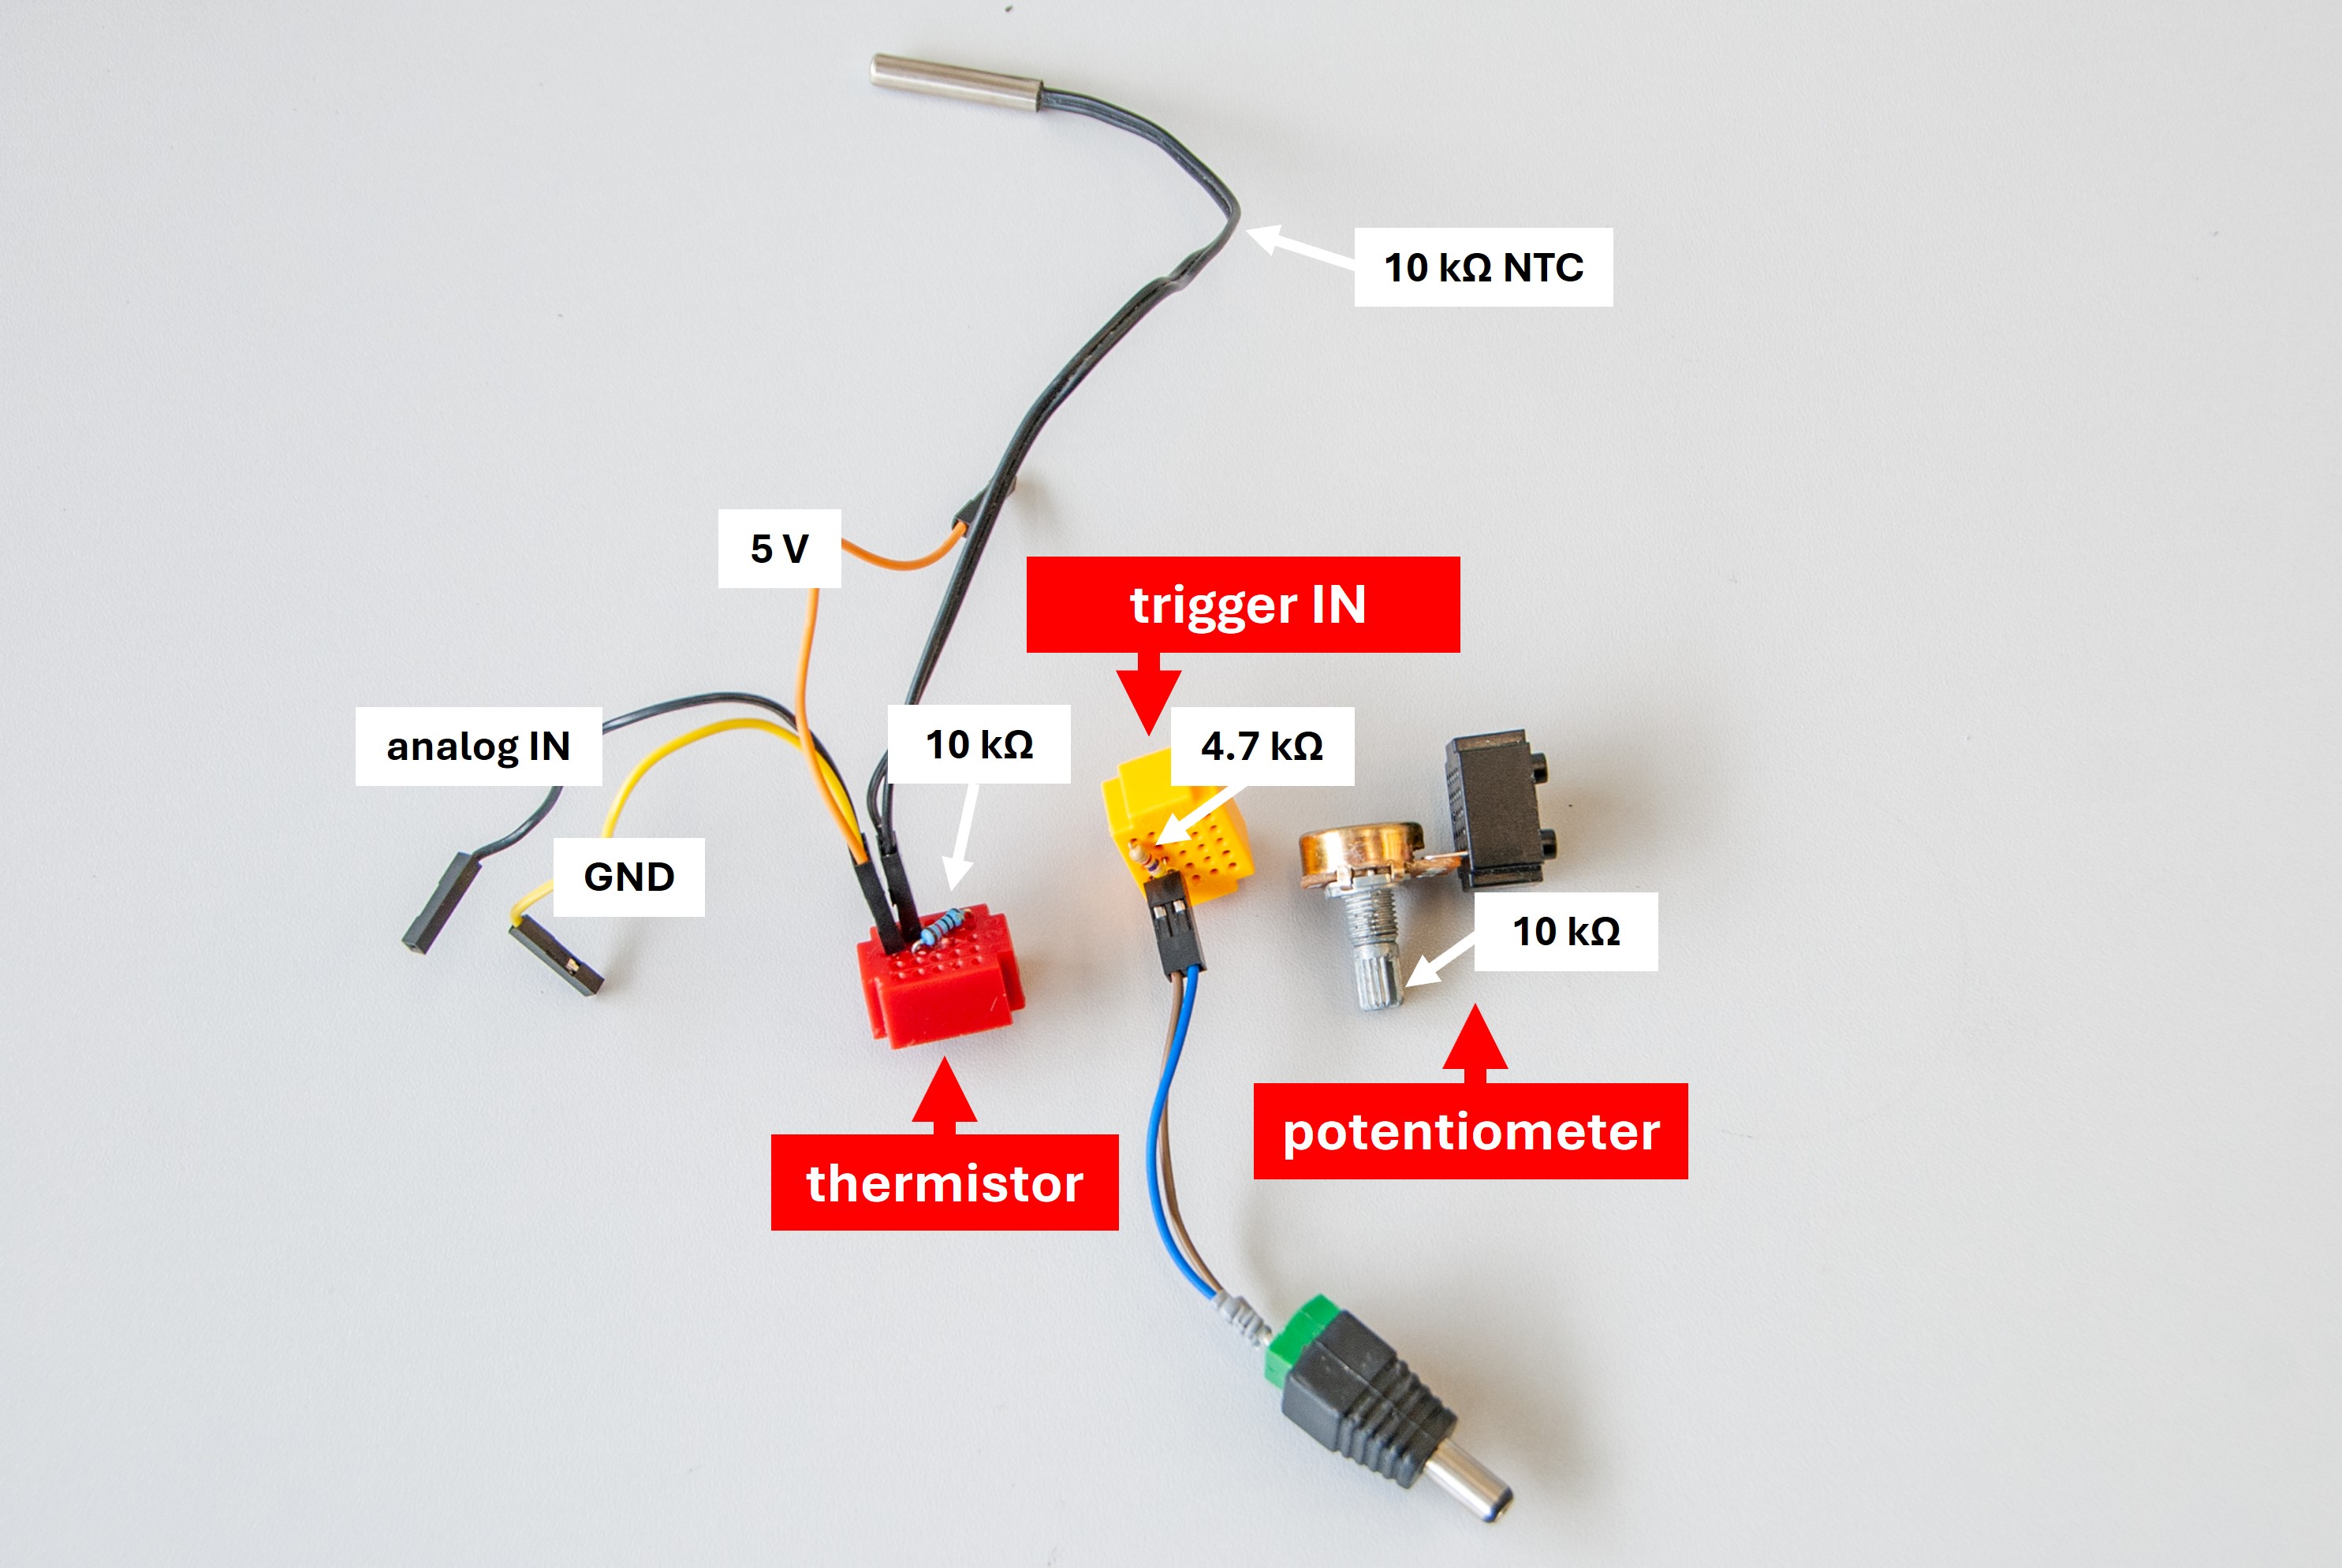 10 kΩ NTC
5 V
trigger IN
analog IN
10 kΩ
4.7 kΩ
GND
10 kΩ
potentiometer
thermistor